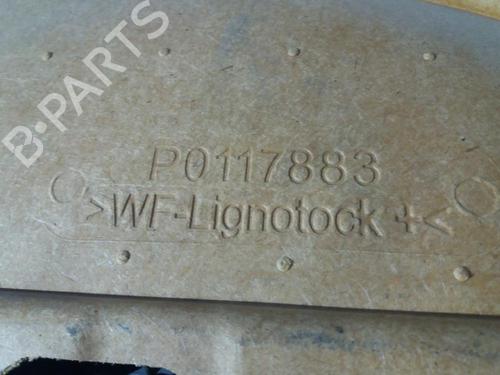 B-PARTS
P0117883
>WF-Lignotock +<